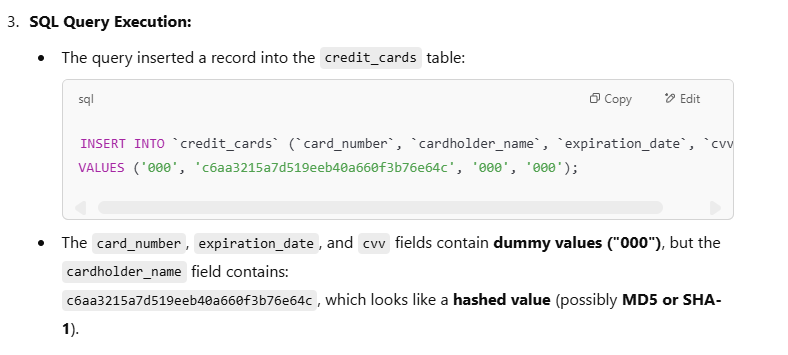 3. SQL Query Execution:
• The query inserted a record into the credit_cards table:
sql Copy Edit
INSERT INTO `credit_cards` (`card_number`, `cardholder_name`, `expiration_date`, `cvv
VALUES ('000', 'c6aa3215a7d519eeb40a660f3b76e64c', '000', '000');
• The card_number, expiration_date, and cvv fields contain dummy values ("000"), but the
cardholder_name field contains:
c6aa3215a7d519eeb40a660f3b76e64c, which looks like a hashed value (possibly MD5 or SHA-
1).